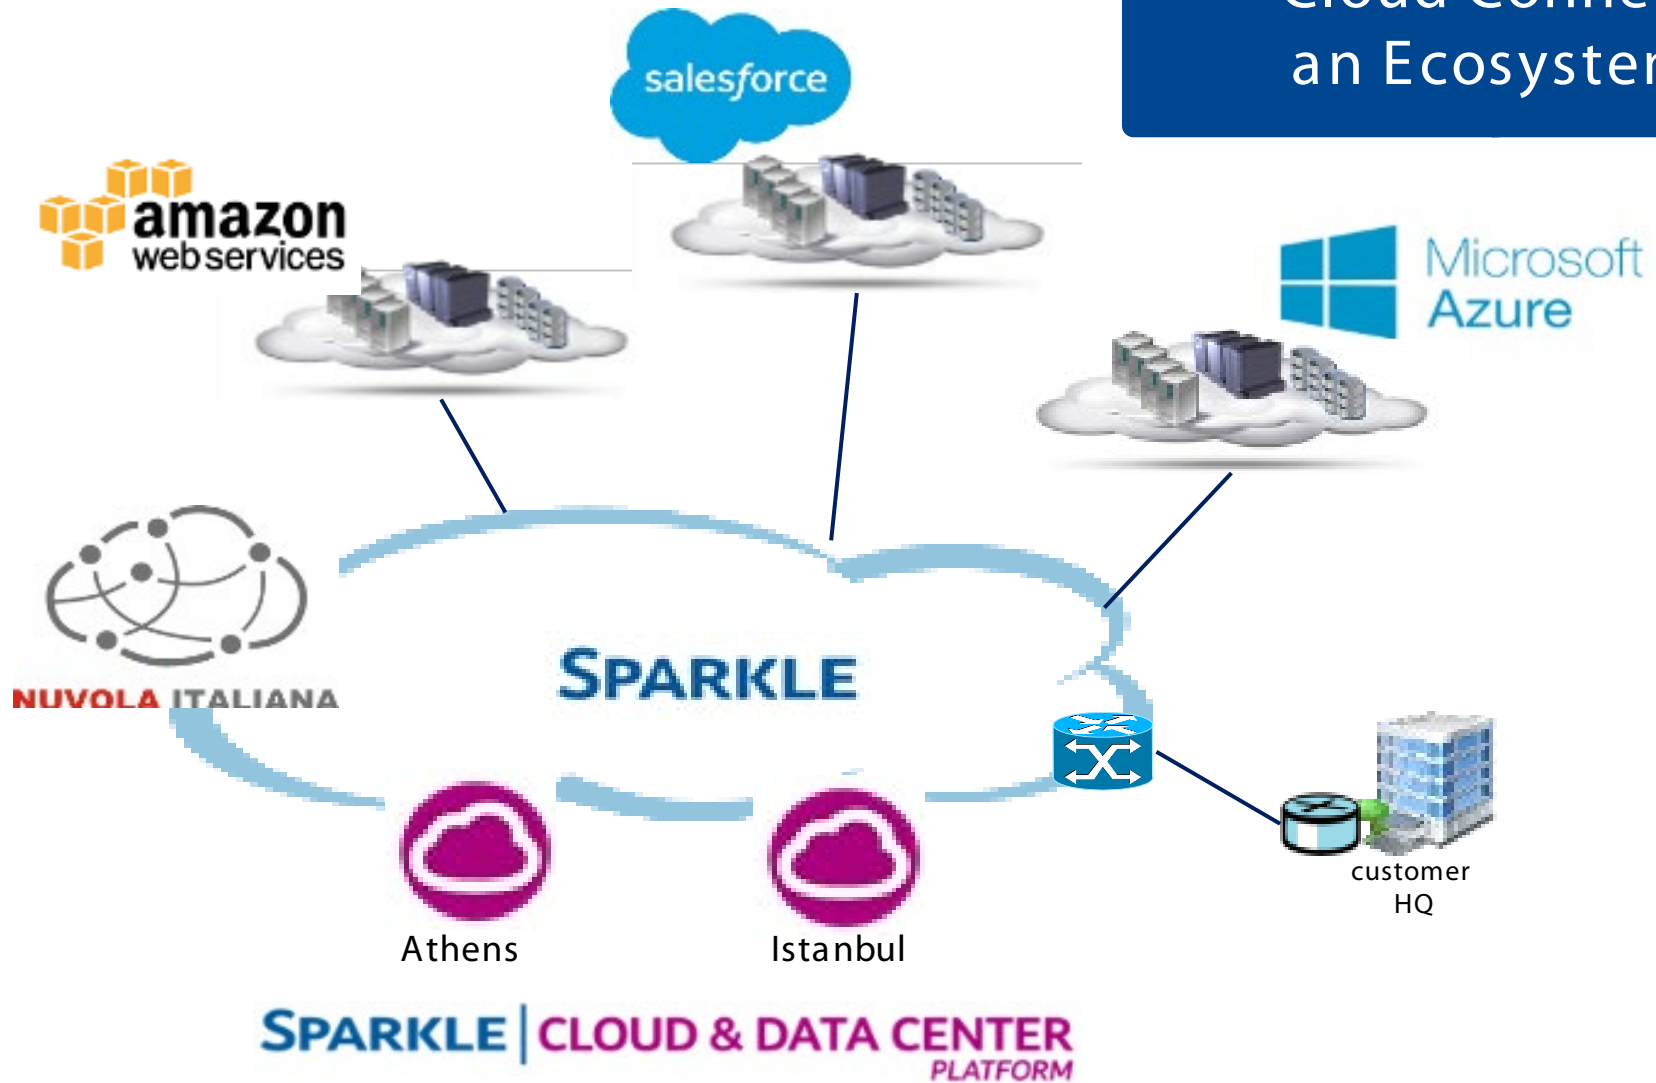 an Ecosystem
salesforce
amazon
web services
Microsoft
Azure
SPARKLE
NUVOLA ITALIANA
customer
HQ
Athens
Istanbul
SPARKLE | CLOUD & DATA CENTER
PLATFORM